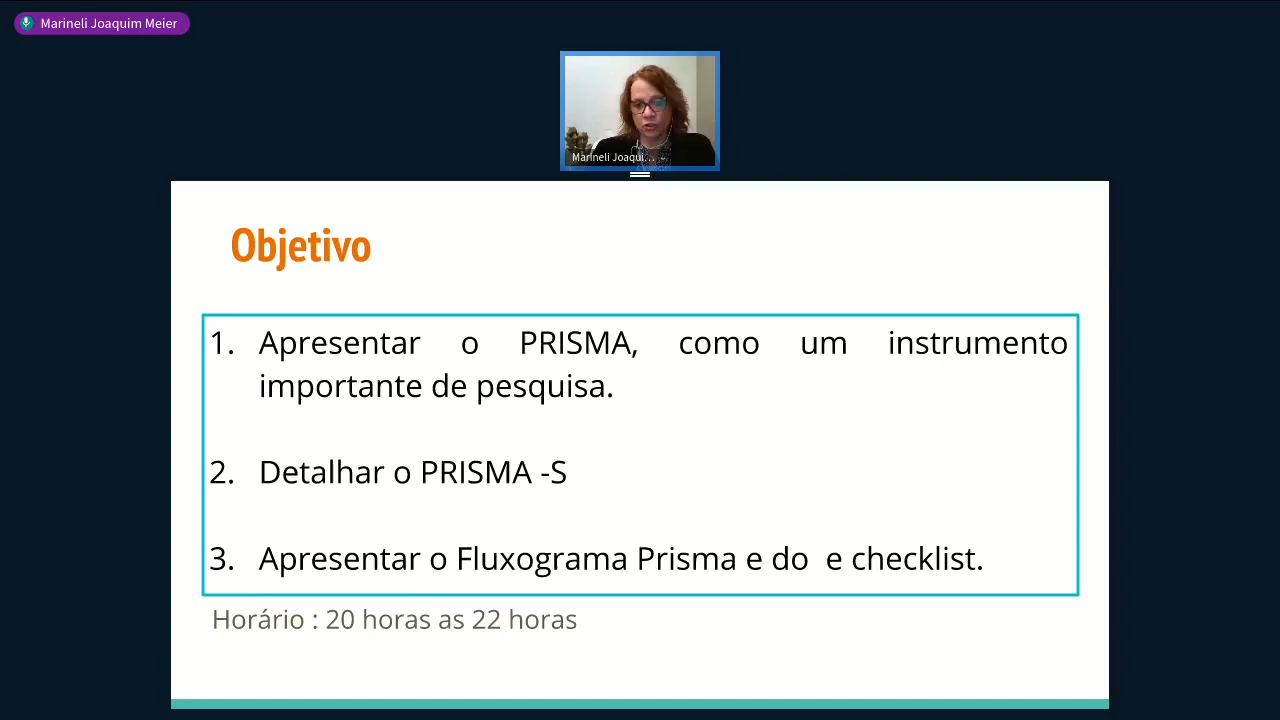 Marineli Joaquim Meier
Marineli Joaqui...
Objetivo
1. Apresentar o PRISMA, como um instrumento
importante de pesquisa.
2. Detalhar o PRISMA -S
3. Apresentar o Fluxograma Prisma e do  e checklist.
Horário : 20 horas as 22 horas